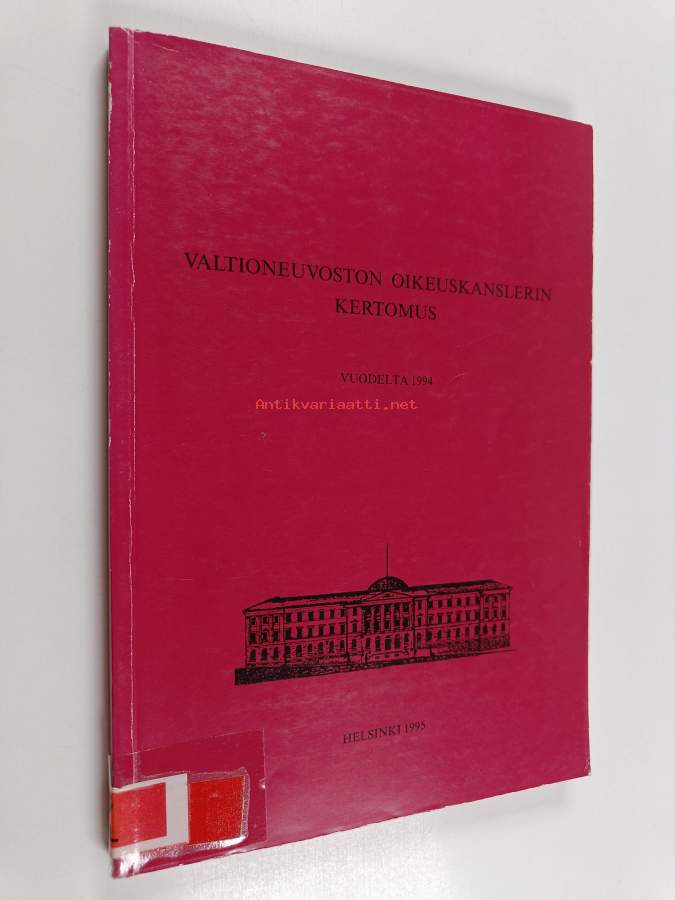 VALTIONEUVOSTON OIKEUSKANSLERIN
KERTOMUS
VUODELTA 1994
Antikvariaatti.net
HELSINKI 1995